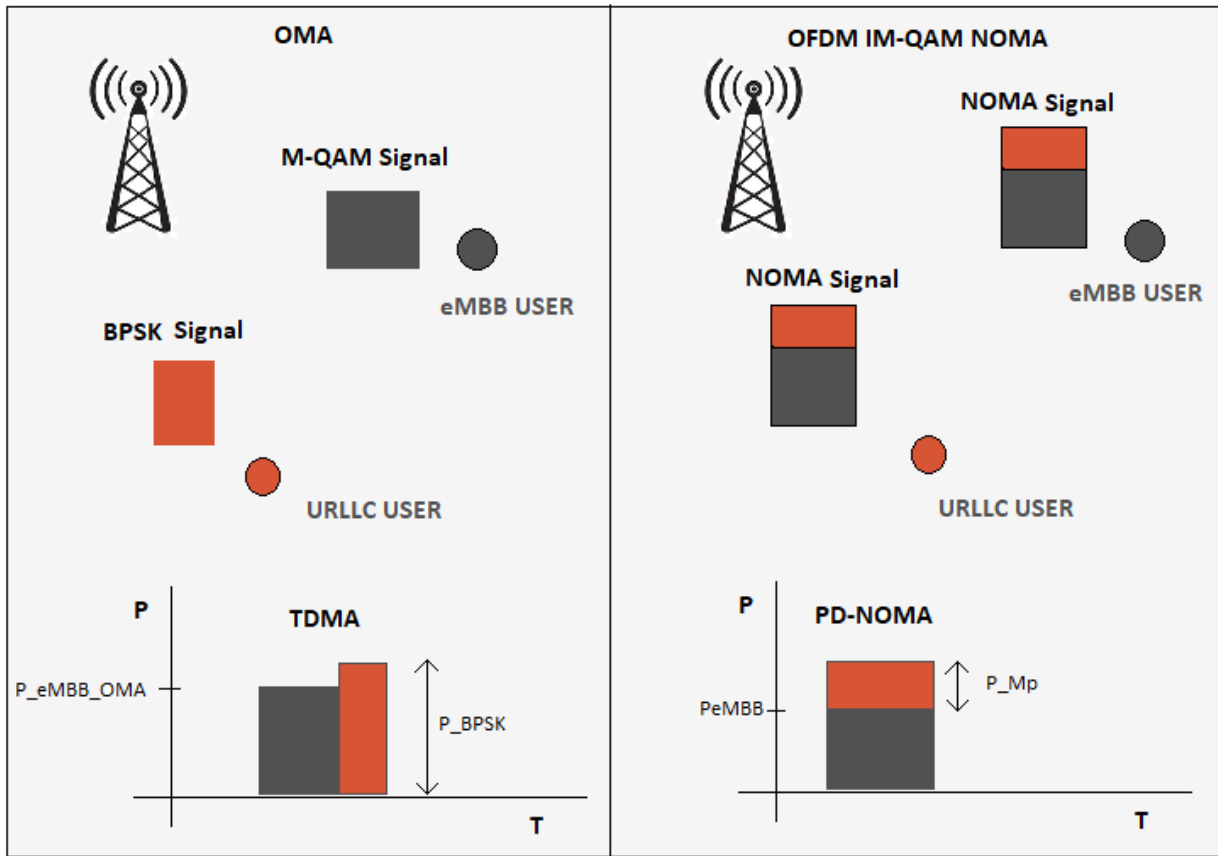 OMA
M-QAM Signal
eMBB USER
BPSK Signal
URLLC USER
P
TDMA
P_eMBB_OMA
P_BPSK
T
OFDM IM-QAM NOMA
NOMA Signal
eMBB USER
NOMA Signal
URLLC USER
P
PD-NOMA
P_Mp
PeMBB
T